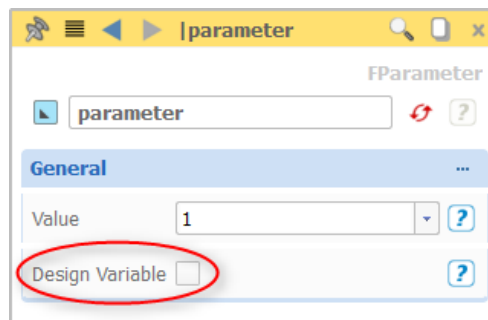 |parameter
FParameter
parameter
?
General
...
Value 1 ?
Design Variable ?